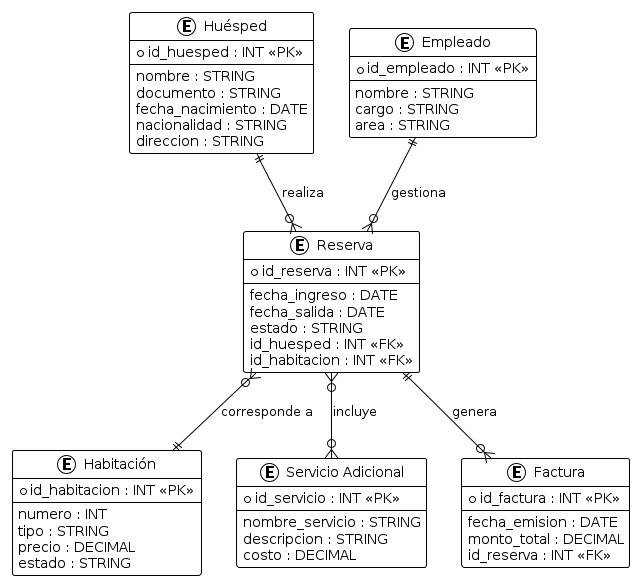 E Huésped
id_huesped : INT «PK»
nombre : STRING
documento : STRING
fecha_nacimiento : DATE
nacionalidad : STRING
direccion : STRING
E Empleado
id_empleado : INT «PK»
nombre : STRING
cargo : STRING
area : STRING
realiza
gestiona
E Reserva
id_reserva : INT «PK»
fecha_ingreso : DATE
fecha_salida : DATE
estado : STRING
id_huesped : INT «FK»
id_habitacion : INT «FK»
corresponde a
incluye
genera
E Habitación
id_habitacion : INT «PK»
numero : INT
tipo : STRING
precio : DECIMAL
estado : STRING
E Servicio Adicional
id_servicio : INT «PK»
nombre_servicio : STRING
descripcion : STRING
costo : DECIMAL
E Factura
id_factura : INT «PK»
fecha_emision : DATE
monto_total : DECIMAL
id_reserva : INT «FK»